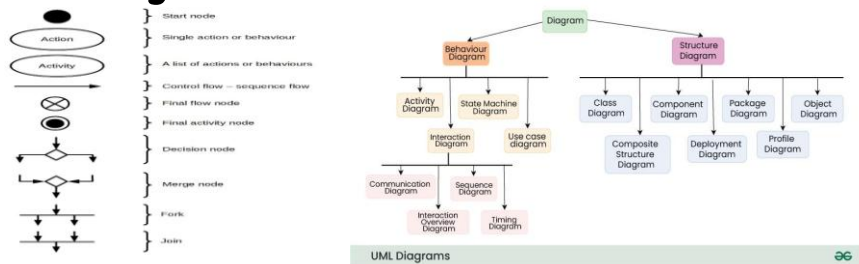 Start node
Action
Single action or behaviour
Activity
A list of actions or behaviours
Control flow – sequence flow
Final flow node
Final activity node
Decision node
Merge node
Fork
Join
Diagram
Behaviour
Diagram
Structure
Diagram
Activity
Diagram
State Machine
Diagram
Interaction
Diagram
Use case
diagram
Communication
Diagram
Sequence
Diagram
Interaction
Overview
Diagram
Timing
Diagram
Class
Diagram
Component
Diagram
Package
Diagram
Object
Diagram
Composite
Structure
Diagram
Deployment
Diagram
Profile
Diagram
UML Diagrams